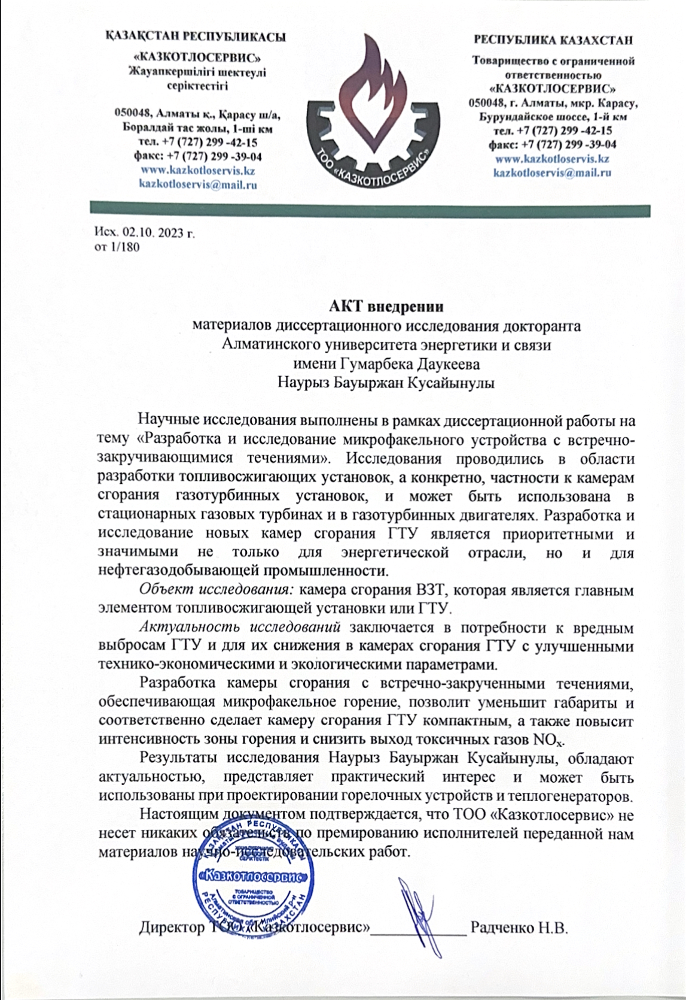 ҚАЗАҚСТАН РЕСПУБЛИКАСЫ
«КАЗКОТЛОСЕРВИС»
Жауапкершілігі шектеулі
серіктестігі
050048, Алматы қ., Қарасу ш/а,
Боралдай тас жолы, 1-ші км
тел. +7 (727) 299 -42-15
факс: +7 (727) 299 -39-04
www.kazkotloservis.kz
kazkotloservis@mail.ru
ТОО «КАЗКОТЛОСЕРВИС»
РЕСПУБЛИКА КАЗАХСТАН
Товарищество с ограниченной
ответственностью
«КАЗКОТЛОСЕРВИС»
050048, г. Алматы, мкр. Карасу,
Бурундайское шоссе, 1-й км
тел. +7 (727) 299 -42-15
факс: +7 (727) 299 -39-04
www.kazkotloservis.kz
kazkotloservis@mail.ru
Исх. 02.10. 2023 г.
от 1/180
АКТ внедрении
материалов диссертационного исследования докторанта
Алматинского университета энергетики и связи
имени Гумарбека Даукеева
Наурыз Бауыржан Кусайынулы
Научные исследования выполнены в рамках диссертационной работы на
тему «Разработка и исследование микрофакельного устройства с встречно-
закручивающимися течениями». Исследования проводились в области
разработки топливосжигающих установок, а конкретно, частности к камерам
сгорания газотурбинных установок, и может быть использована в
стационарных газовых турбинах и в газотурбинных двигателях. Разработка и
исследование новых камер сгорания ГТУ является приоритетными и
значимыми не только для энергетической отрасли, но и для
нефтегазодобывающей промышленности.
Объект исследования: камера сгорания ВЗТ, которая является главным
элементом топливосжигающей установки или ГТУ.
Актуальность исследований заключается в потребности к вредным
выбросам ГТУ и для их снижения в камерах сгорания ГТУ с улучшенными
технико-экономическими и экологическими параметрами.
Разработка камеры сгорания с встречно-закрученными течениями,
обеспечивающая микрофакельное горение, позволит уменьшит габариты и
соответственно сделает камеру сгорания ГТУ компактным, а также повысит
интенсивность зоны горения и снизить выход токсичных газов NOₓ.
Результаты исследования Наурыз Бауыржан Кусайынулы, обладают
актуальностью, представляет практический интерес и может быть
использованы при проектировании горелочных устройств и теплогенераторов.
Настоящим документом подтверждается, что ТОО «Казкотлосервис» не
несет никаких обязательств по премированию исполнителей переданной нам
материалов научно-исследовательских работ.
ҚАЗАҚСТАН РЕСПУБЛИКАСЫ
«Казкотлосервис»
ТОВАРИЩЕСТВО
С ОГРАНИЧЕННОЙ
ОТВЕТСТВЕННОСТЬЮ
РЕСПУБЛИКА КАЗАХСТАН
Директор ТОО «Казкотлосервис»____________ Радченко Н.В.